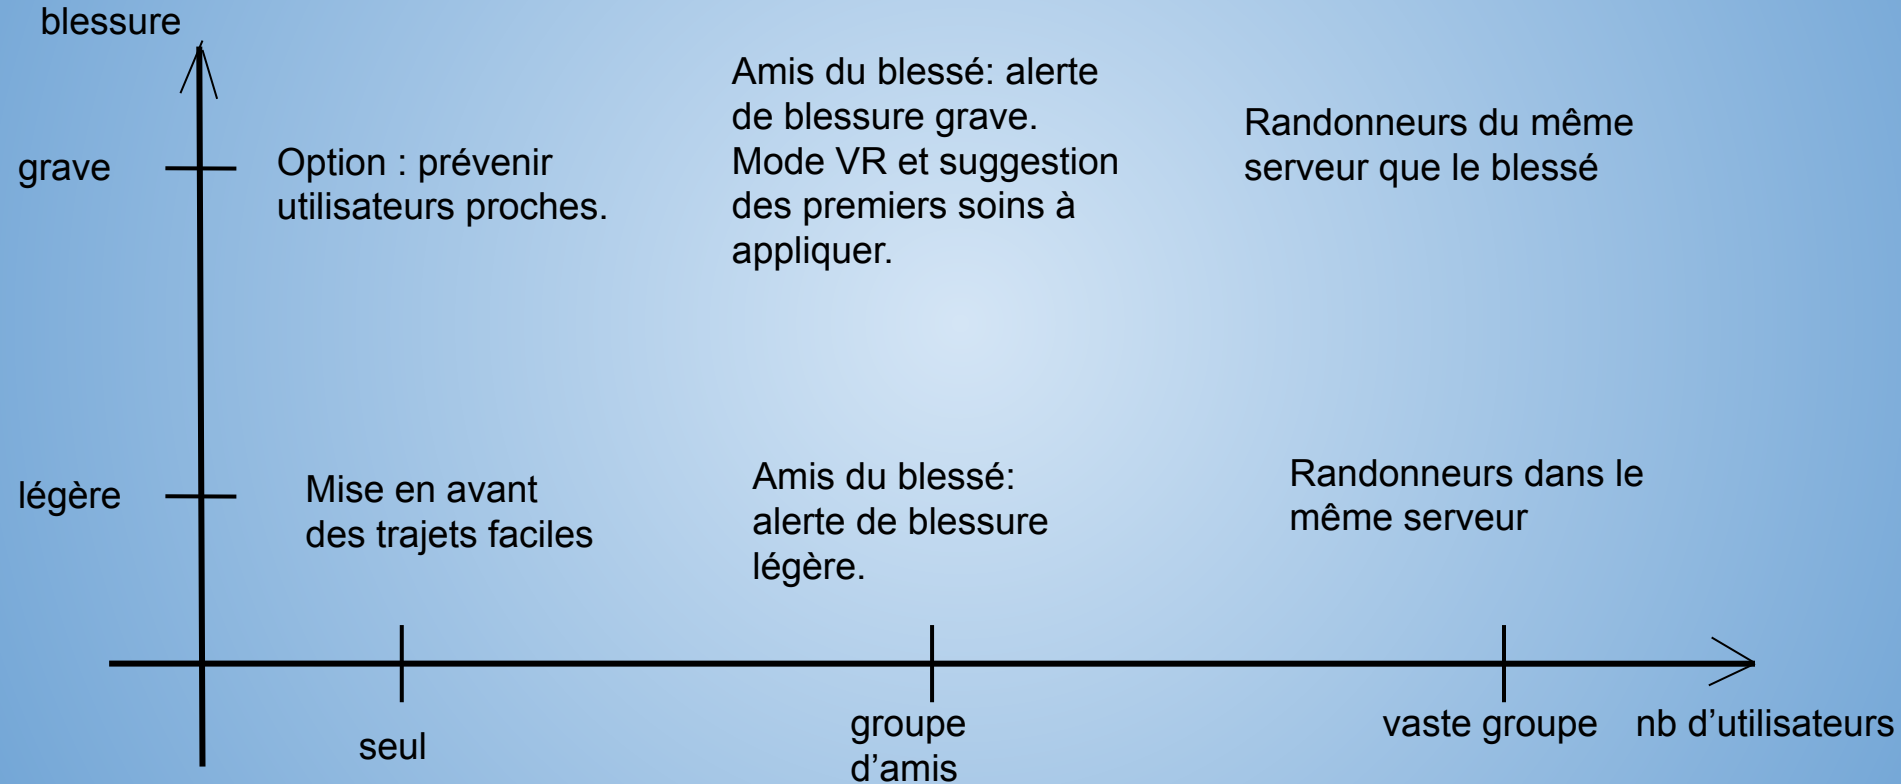 blessure
grave
Option : prévenir
utilisateurs proches.
Amis du blessé: alerte
de blessure grave.
Mode VR et suggestion
des premiers soins à
appliquer.
Randonneurs du même
serveur que le blessé
légère
Mise en avant
des trajets faciles
Amis du blessé:
alerte de blessure
légère.
Randonneurs dans le
même serveur
seul
groupe
d’amis
vaste groupe
nb d’utilisateurs